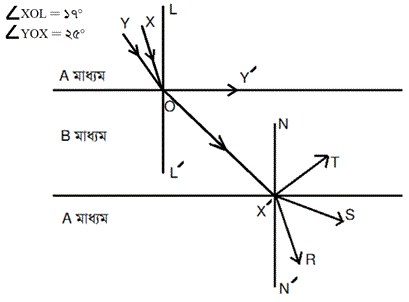 ∠XOL = ১৭°
∠YOX = ২৫°
L
Y X
A মাধ্যম
Y′
O
B মাধ্যম
N
L′
T
A মাধ্যম
X′
S
R
N′